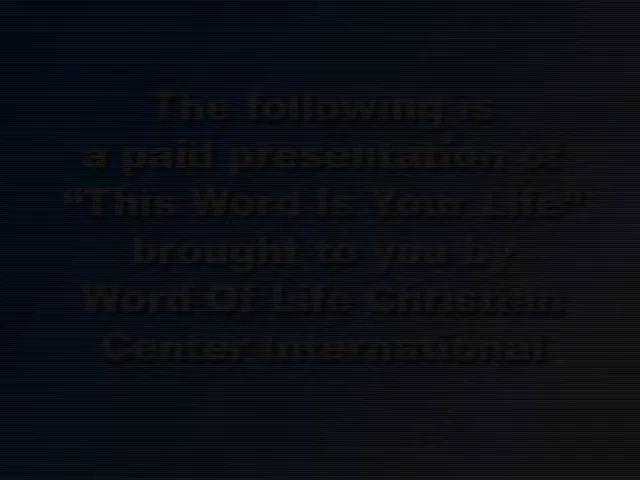 The following is
a paid presentation of
“This Word Is Your Life”
brought to you by
Word Of Life Christian
Center International